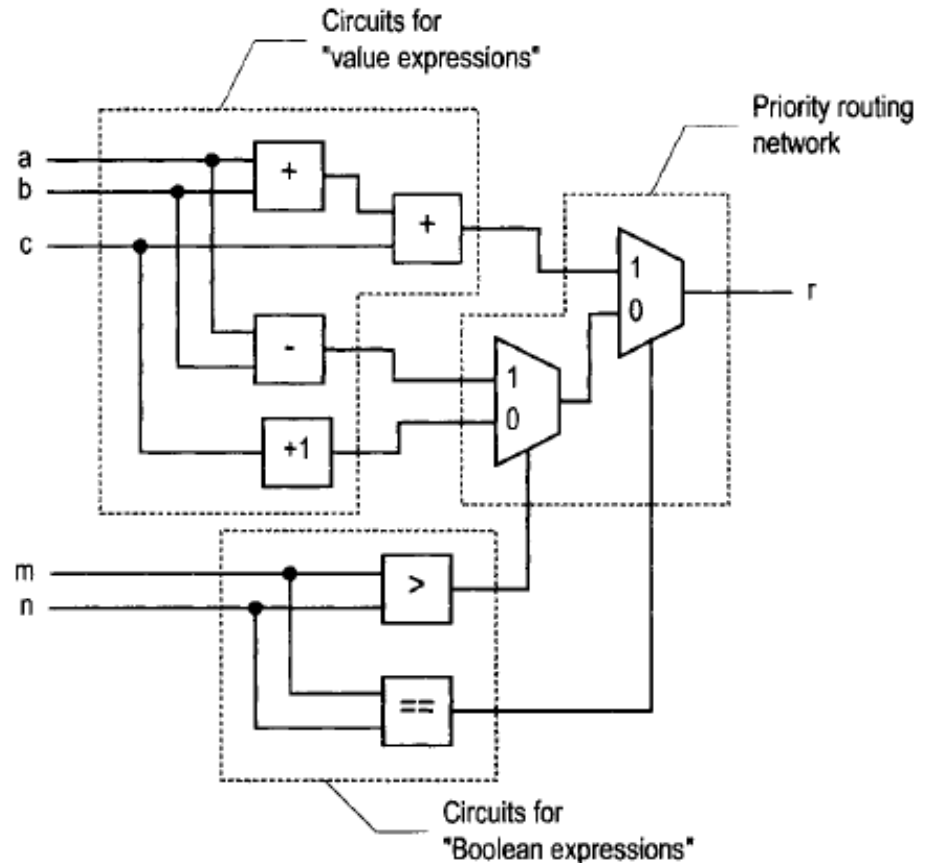 Circuits for
"value expressions"
Priority routing
network
a
b
c
+
+
1
0
r
-
1
0
+1
m
n
>
==
Circuits for
"Boolean expressions"